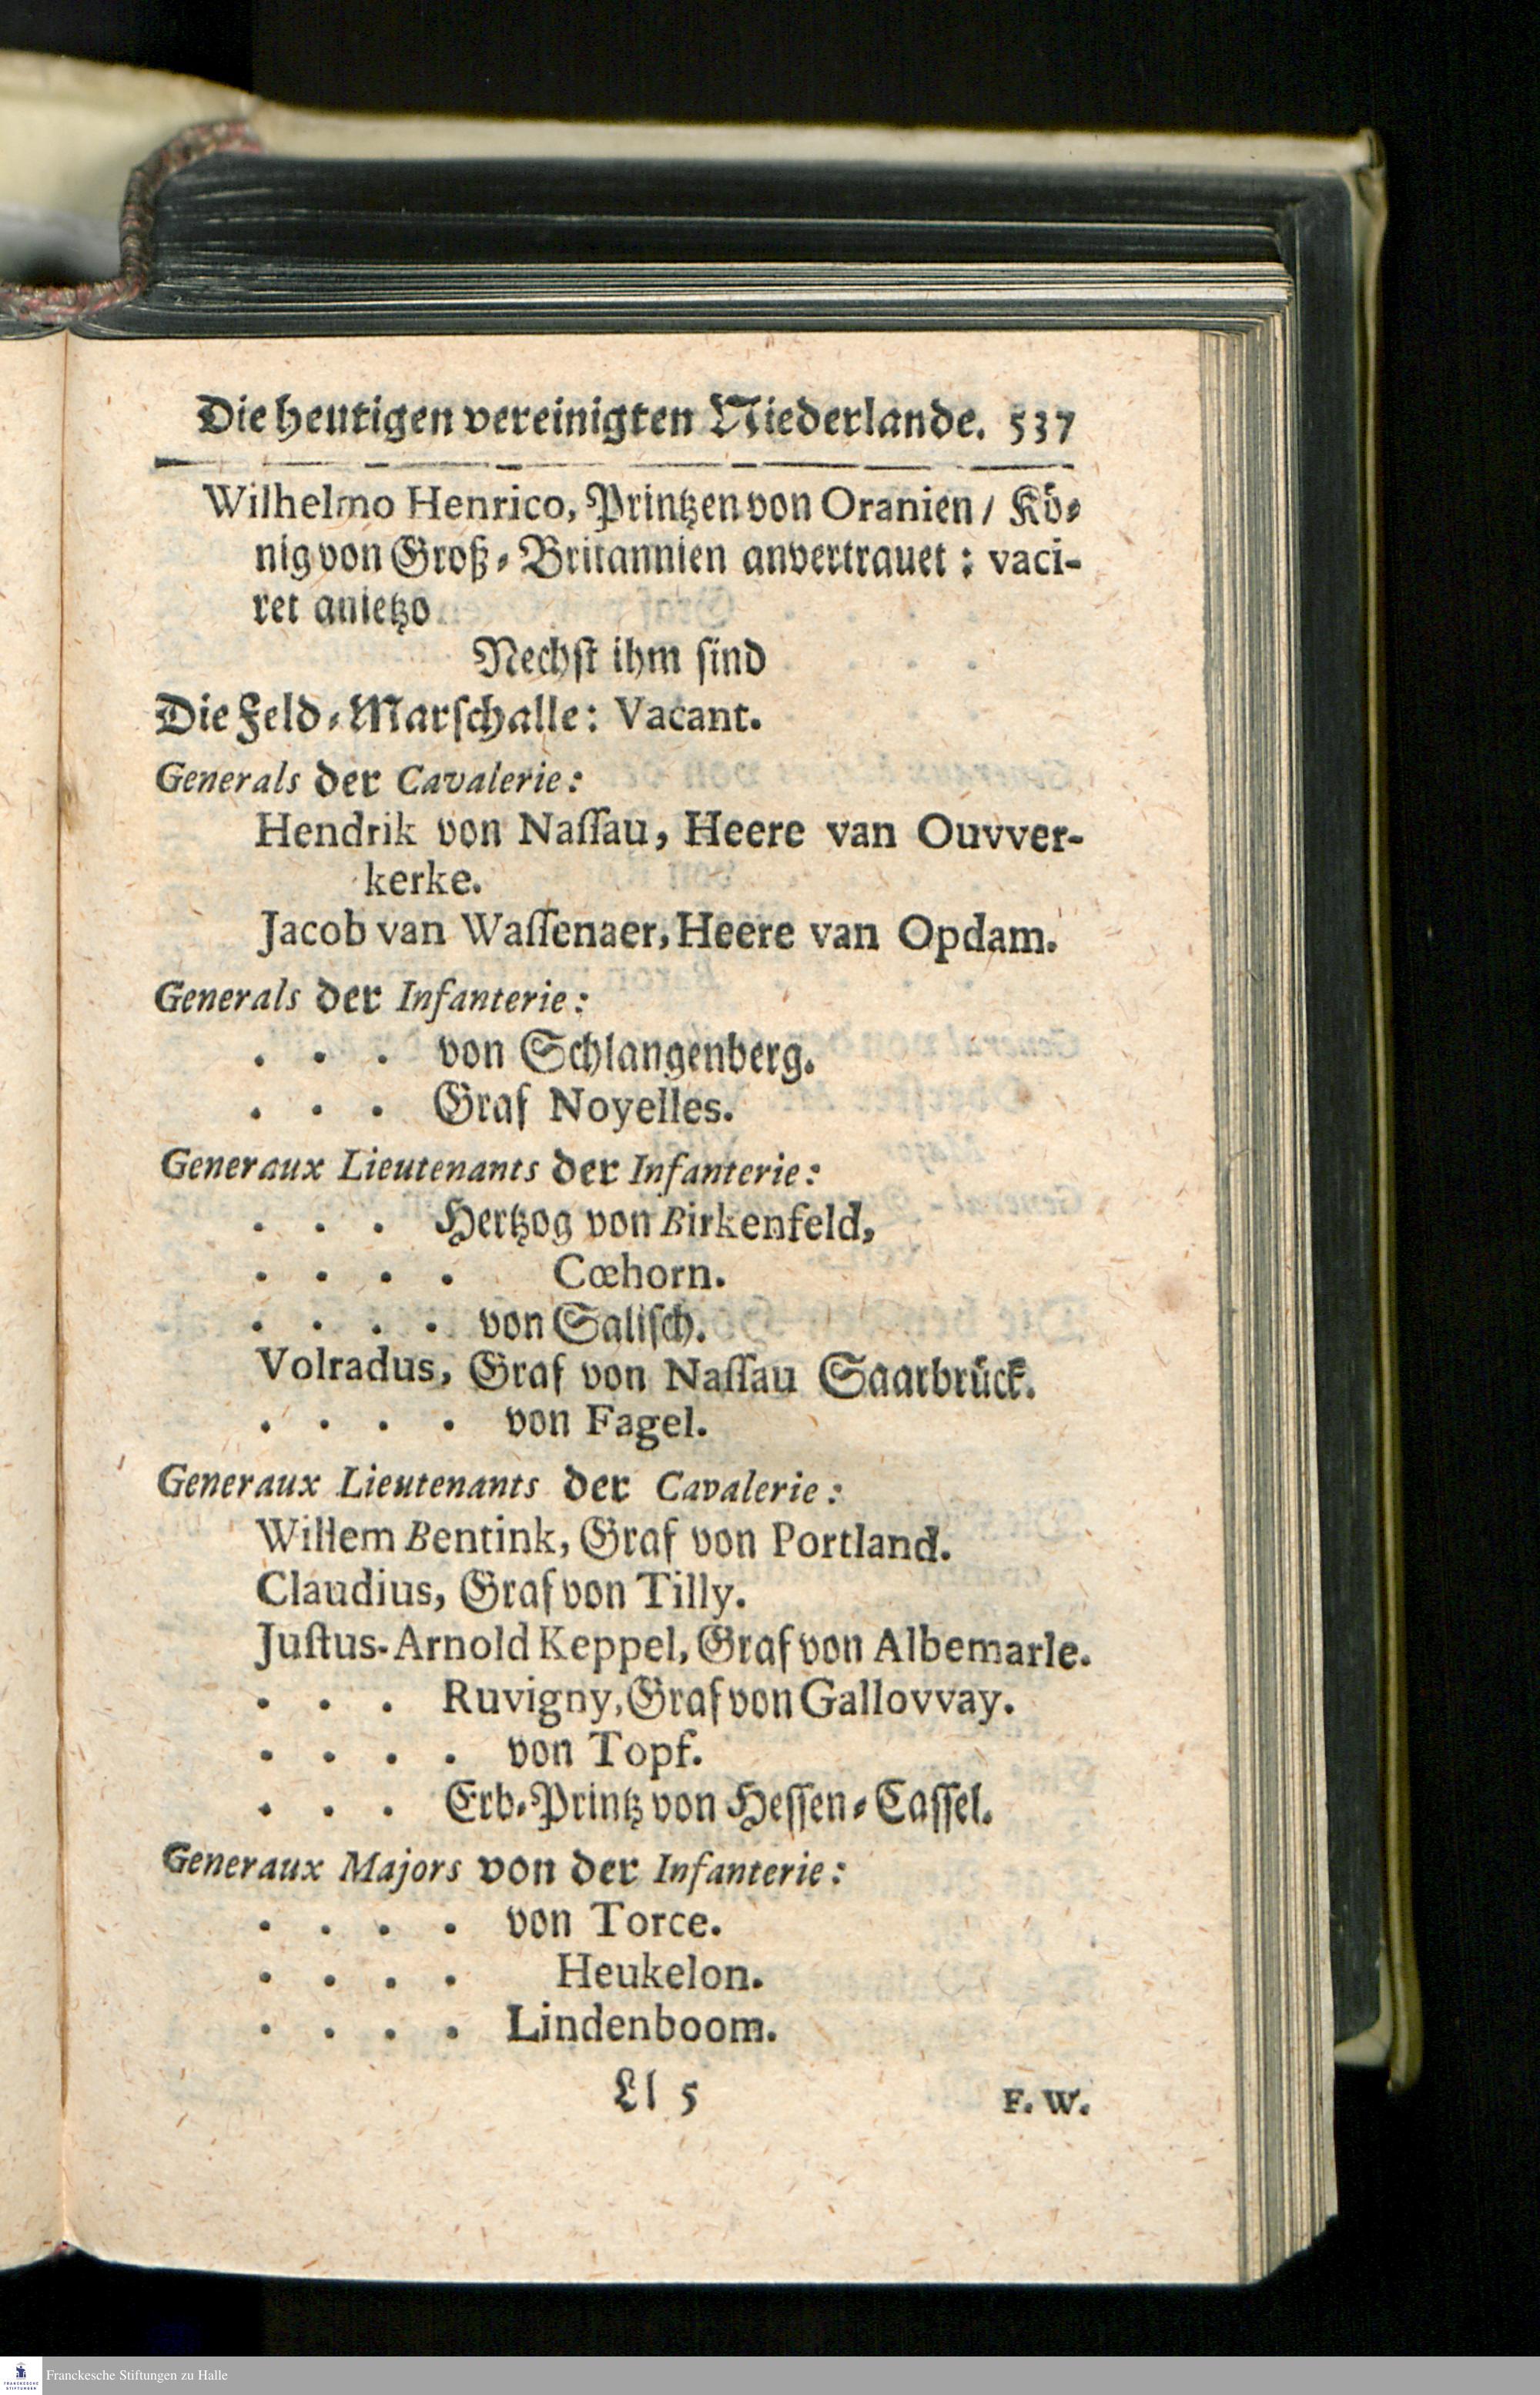 Die heutigen vereinigten Niederlande. 537
Wilhelmo Henrico, Printzen von Oranien / Kö⸗
nig von Groß⸗Britannien anvertrauet: vaci-
ret anietzo
Nechst ihm sind
Die Feld⸗Marschalle: Vacant.
Generals der Cavalerie:
Hendrik von Nassau, Heere van Ouvver-
kerke.
Jacob van Wassenaer, Heere van Opdam.
Generals der Infanterie:
. . . von Schlangenberg.
. . . Graf Noyelles.
Generaux Lieutenants der Infanterie:
. . . Hertzog von Birkenfeld,
. . . . Cœhorn.
. . . . von Salisch.
Volradus, Graf von Nassau Saarbrück.
. . . . von Fagel.
Generaux Lieutenants der Cavalerie:
Willem Bentink, Graf von Portland.
Claudius, Graf von Tilly.
Justus-Arnold Keppel, Graf von Albemarle.
. . . Ruvigny, Graf von Gallovvay.
. . . . von Topf.
. . . Erb⸗Printz von Hessen⸗Cassel.
Generaux Majors von der Infanterie:
. . . . von Torce.
. . . . Heukelon.
. . . . Lindenboom.
Ll 5 F. W.
FRANCKESCHE STIFTUNGEN
Franckesche Stiftungen zu Halle